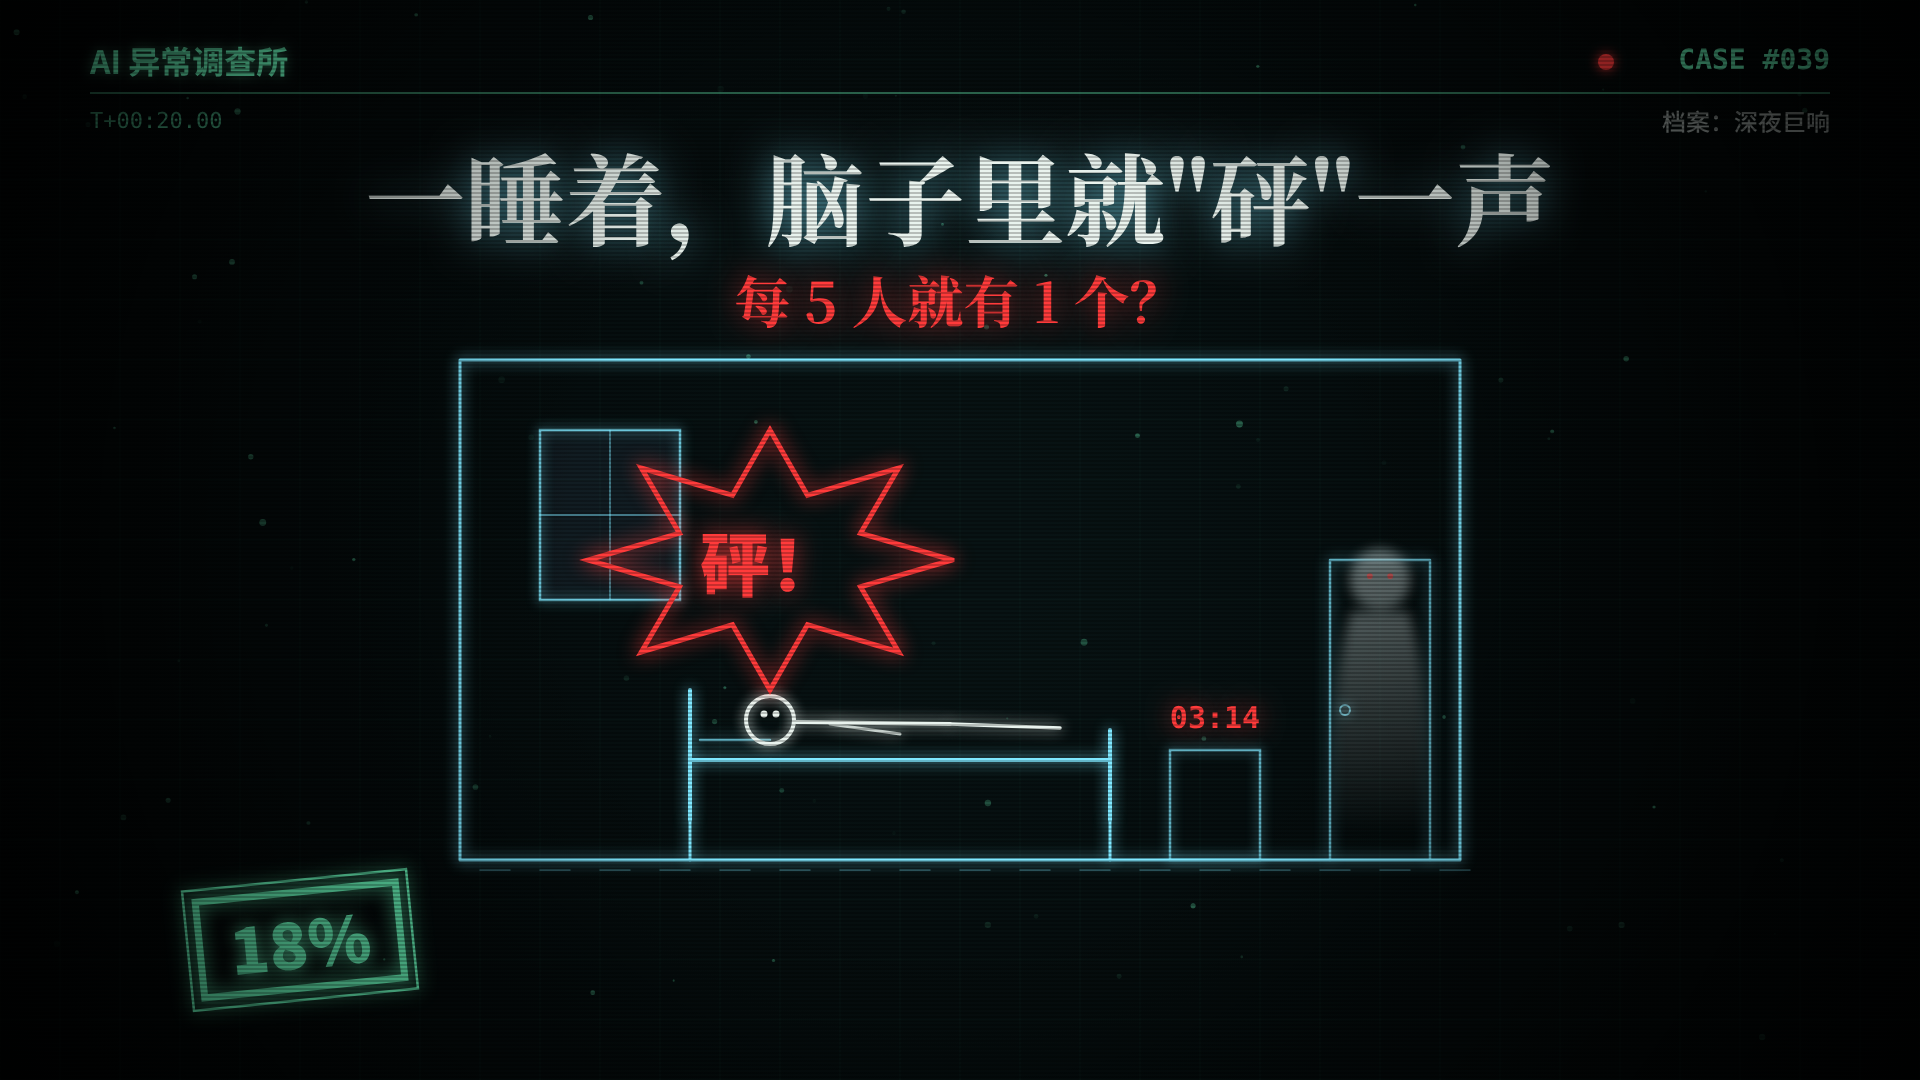 AI 异常调查所
CASE #039
T+00:20.00
档案：深夜巨响
一睡着，脑子里就"砰"一声
每 5 人就有 1 个？
砰！
03:14
18%